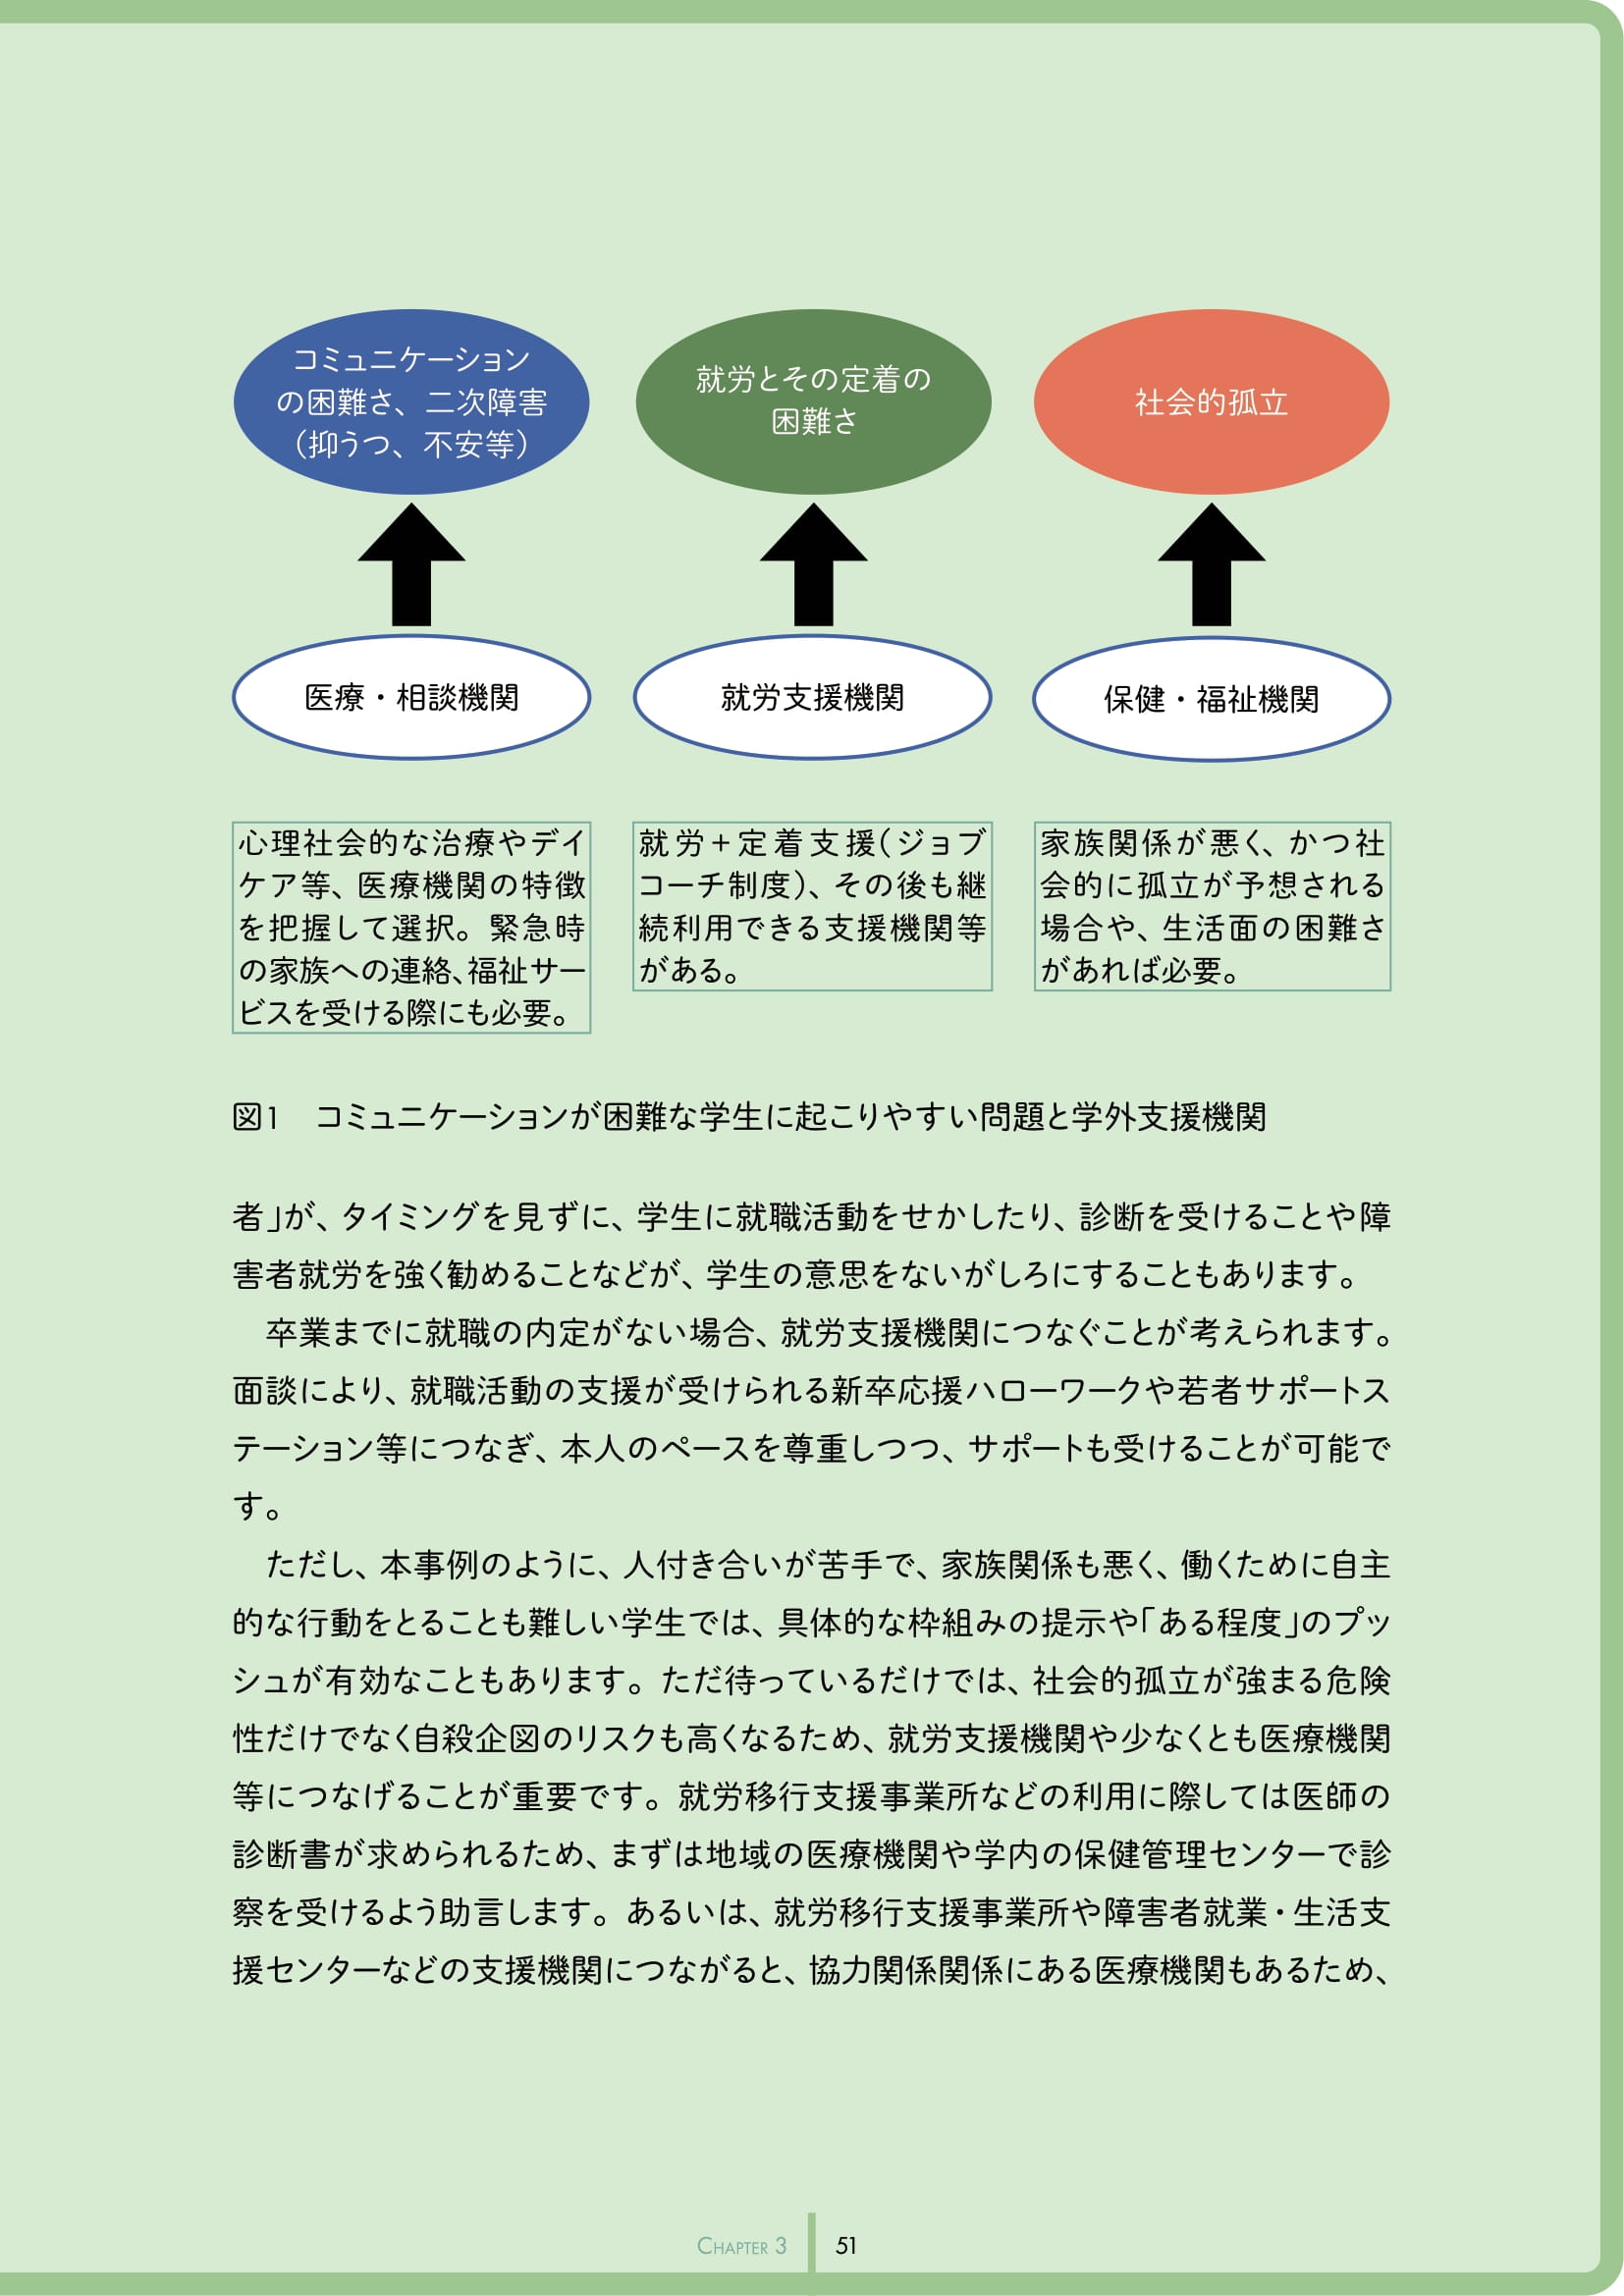 コミュニケーション
の困難さ、二次障害
（抑うつ、不安等）
就労とその定着の
困難さ
社会的孤立
医療・相談機関
就労支援機関
保健・福祉機関
心理社会的な治療やデイ
ケア等、医療機関の特徴
を把握して選択。緊急時
の家族への連絡、福祉サー
ビスを受ける際にも必要。
就労＋定着支援（ジョブ
コーチ制度）、その後も継
続利用できる支援機関等
がある。
家族関係が悪く、かつ社
会的に孤立が予想される
場合や、生活面の困難さ
があれば必要。
図1　コミュニケーションが困難な学生に起こりやすい問題と学外支援機関
者」が、タイミングを見ずに、学生に就職活動をせかしたり、診断を受けることや障
害者就労を強く勧めることなどが、学生の意思をないがしろにすることもあります。
　卒業までに就職の内定がない場合、就労支援機関につなぐことが考えられます。
面談により、就職活動の支援が受けられる新卒応援ハローワークや若者サポートス
テーション等につなぎ、本人のペースを尊重しつつ、サポートも受けることが可能で
す。
　ただし、本事例のように、人付き合いが苦手で、家族関係も悪く、働くために自主
的な行動をとることも難しい学生では、具体的な枠組みの提示や「ある程度」のプッ
シュが有効なこともあります。ただ待っているだけでは、社会的孤立が強まる危険
性だけでなく自殺企図のリスクも高くなるため、就労支援機関や少なくとも医療機関
等につなげることが重要です。就労移行支援事業所などの利用に際しては医師の
診断書が求められるため、まずは地域の医療機関や学内の保健管理センターで診
察を受けるよう助言します。あるいは、就労移行支援事業所や障害者就業・生活支
援センターなどの支援機関につながると、協力関係関係にある医療機関もあるため、
Chapter 3
51